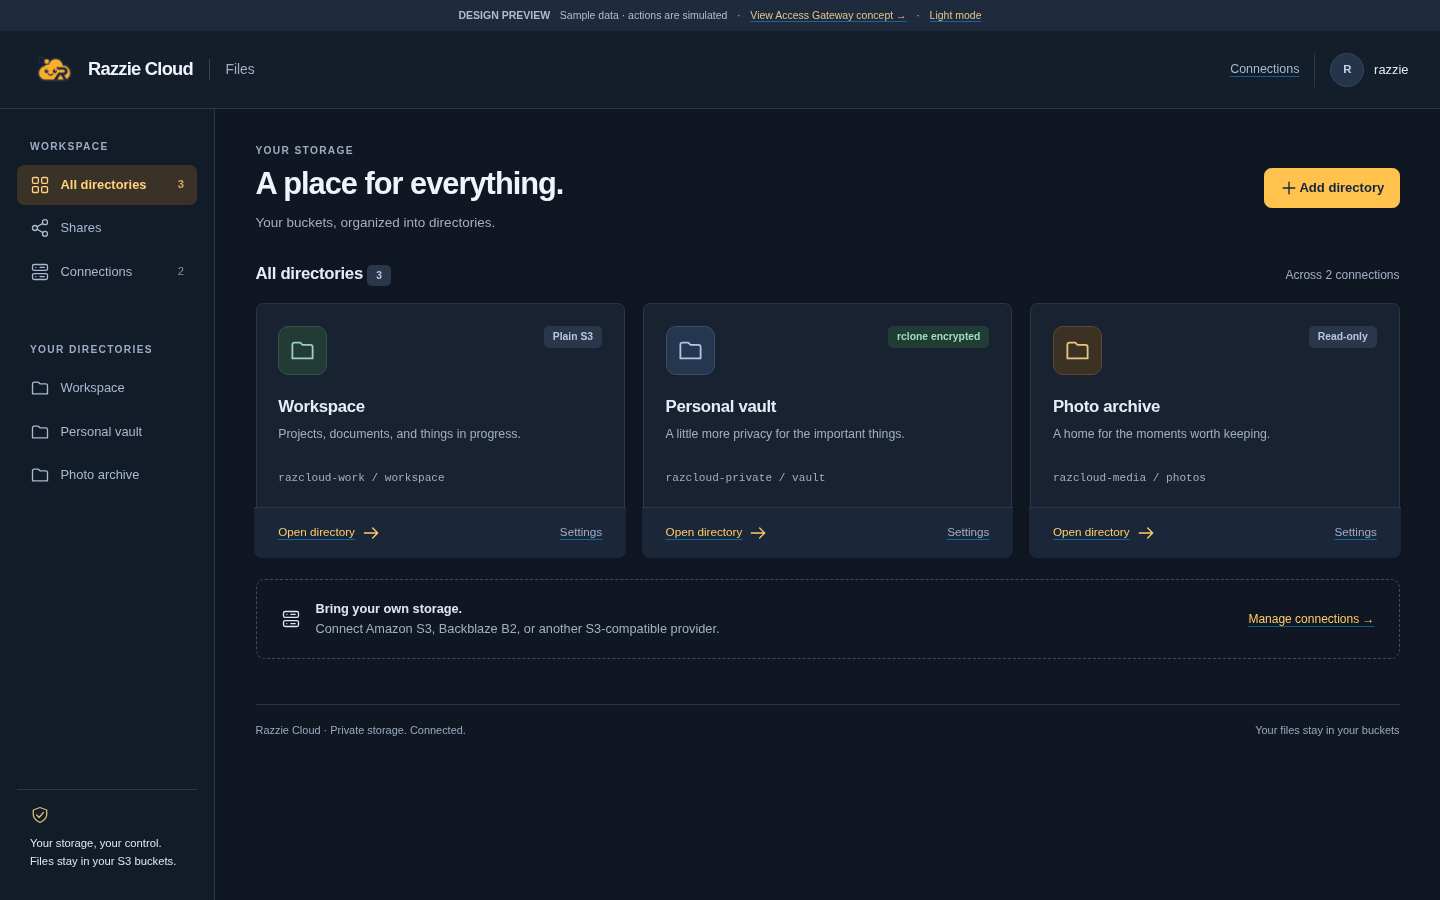 DESIGN PREVIEW Sample data · actions are simulated · View Access Gateway concept → · Light mode
Razzie Cloud Files
Connections R razzie
WORKSPACE
All directories 3
Shares
Connections 2
YOUR DIRECTORIES
Workspace
Personal vault
Photo archive
Your storage, your control.
Files stay in your S3 buckets.
YOUR STORAGE
A place for everything.
Your buckets, organized into directories.
Add directory
All directories 3
Across 2 connections
Plain S3
Workspace
Projects, documents, and things in progress.
razcloud-work / workspace
Open directory → Settings
rclone encrypted
Personal vault
A little more privacy for the important things.
razcloud-private / vault
Open directory → Settings
Read-only
Photo archive
A home for the moments worth keeping.
razcloud-media / photos
Open directory → Settings
Bring your own storage.
Connect Amazon S3, Backblaze B2, or another S3-compatible provider.
Manage connections →
Razzie Cloud · Private storage. Connected.
Your files stay in your buckets